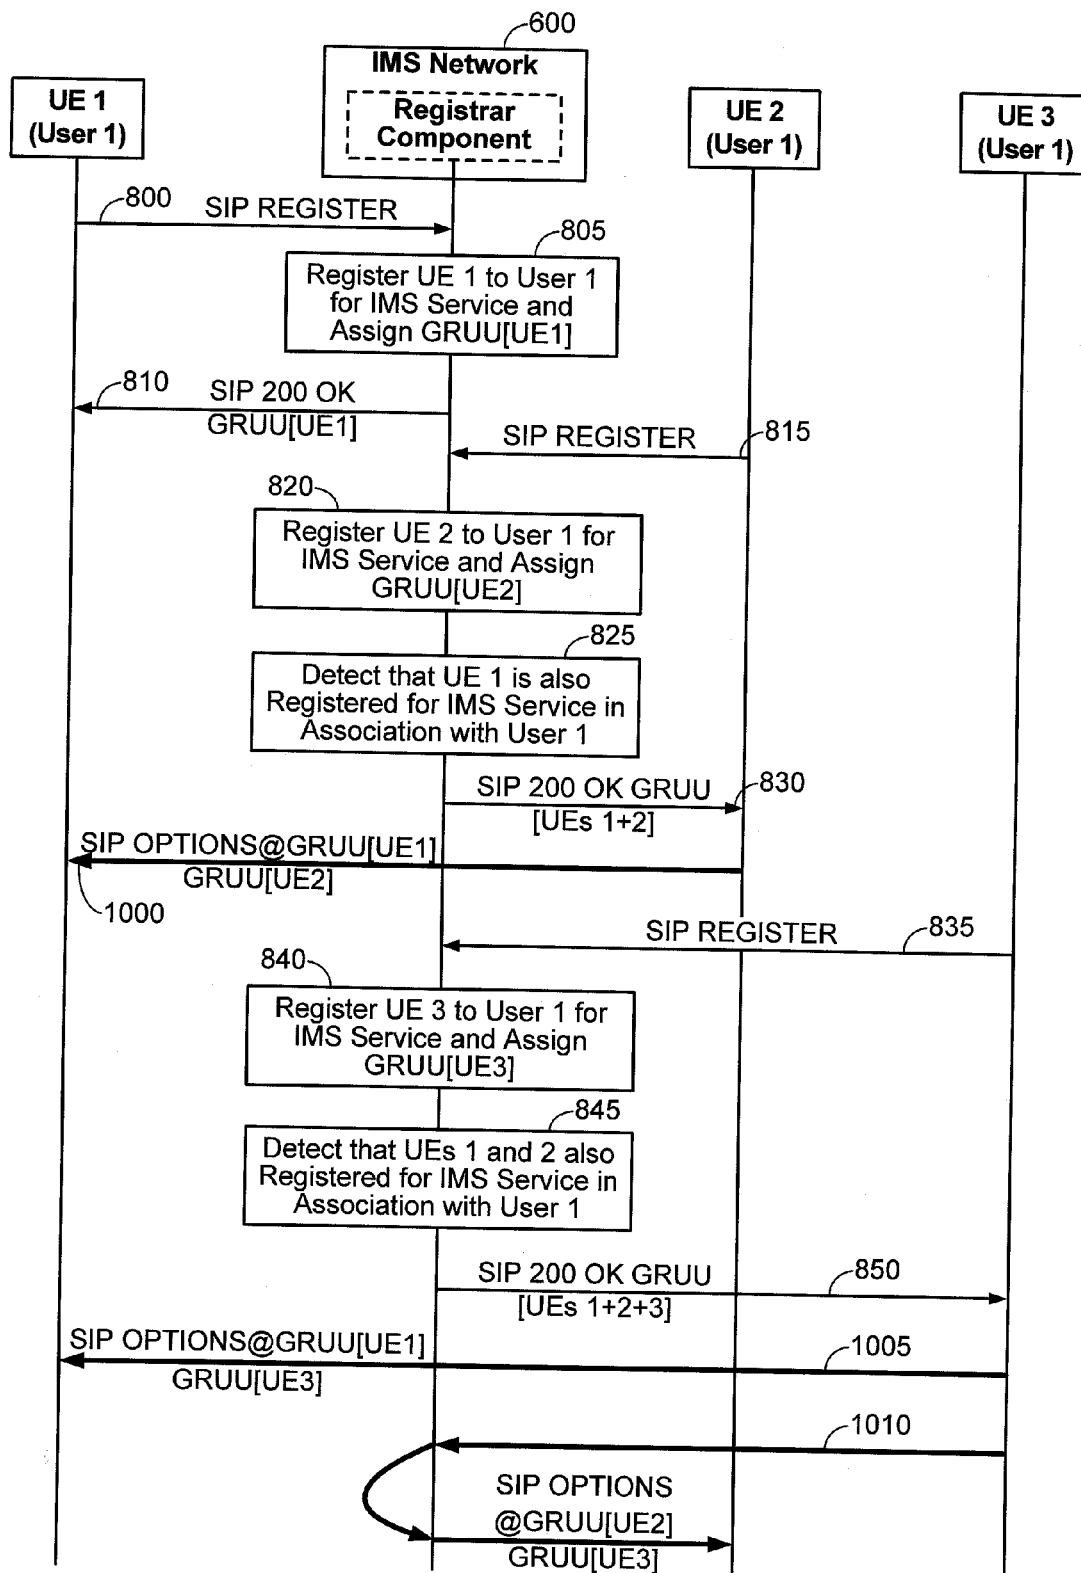 600
IMS Network
Registrar
Component
UE 1
(User 1)
UE 2
(User 1)
UE 3
(User 1)
800
SIP REGISTER
805
Register UE 1 to User 1
for IMS Service and
Assign GRUU[UE1]
810
SIP 200 OK
GRUU[UE1]
SIP REGISTER
815
820
Register UE 2 to User 1 for
IMS Service and Assign
GRUU[UE2]
825
Detect that UE 1 is also
Registered for IMS Service in
Association with User 1
SIP 200 OK GRUU
[UEs 1+2]
830
SIP OPTIONS@GRUU[UE1]
GRUU[UE2]
1000
SIP REGISTER
835
840
Register UE 3 to User 1 for
IMS Service and Assign
GRUU[UE3]
845
Detect that UEs 1 and 2 also
Registered for IMS Service in
Association with User 1
SIP 200 OK GRUU
[UEs 1+2+3]
850
SIP OPTIONS@GRUU[UE1]
GRUU[UE3]
1005
1010
SIP OPTIONS
@GRUU[UE2]
GRUU[UE3]